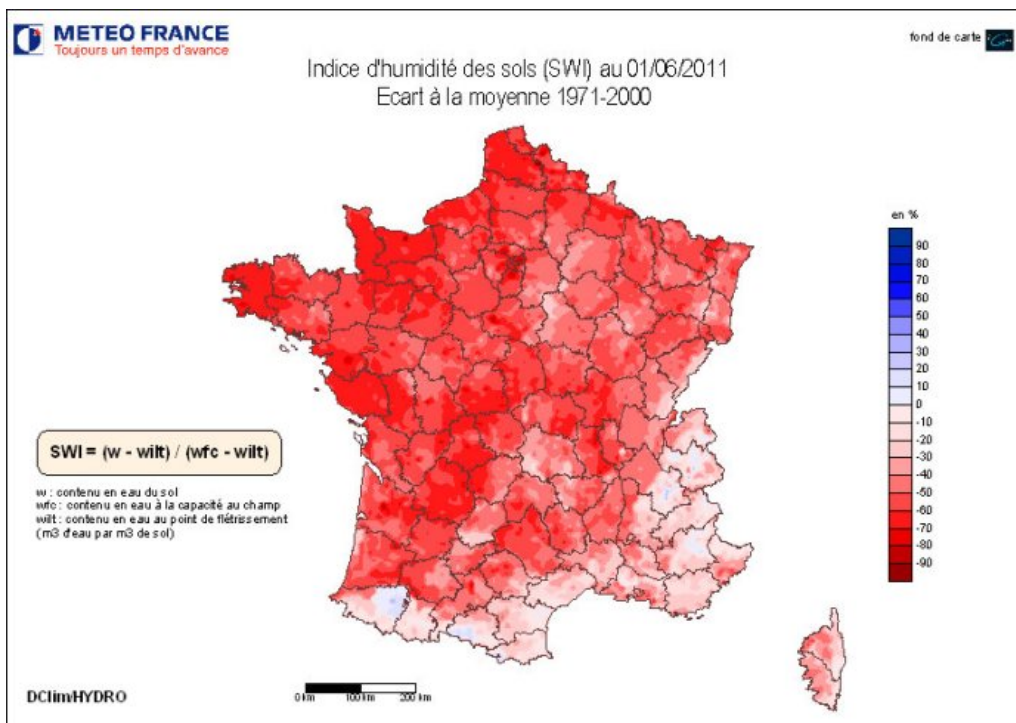 METEO FRANCE
Toujours un temps d'avance
fond de carte
Indice d'humidité des sols (SWI) au 01/06/2011
Ecart à la moyenne 1971-2000
en %
90
80
70
60
50
40
30
20
10
0
-10
-20
-30
-40
-50
-60
-70
-80
-90
SWI = (w - wilt) / (wfc - wilt)
w : contenu en eau du sol
wfc : contenu en eau à la capacité au champ
wilt : contenu en eau au point de flétrissement
(m3 d'eau par m3 de sol)
DClim/HYDRO
0 km 100 km 200 km